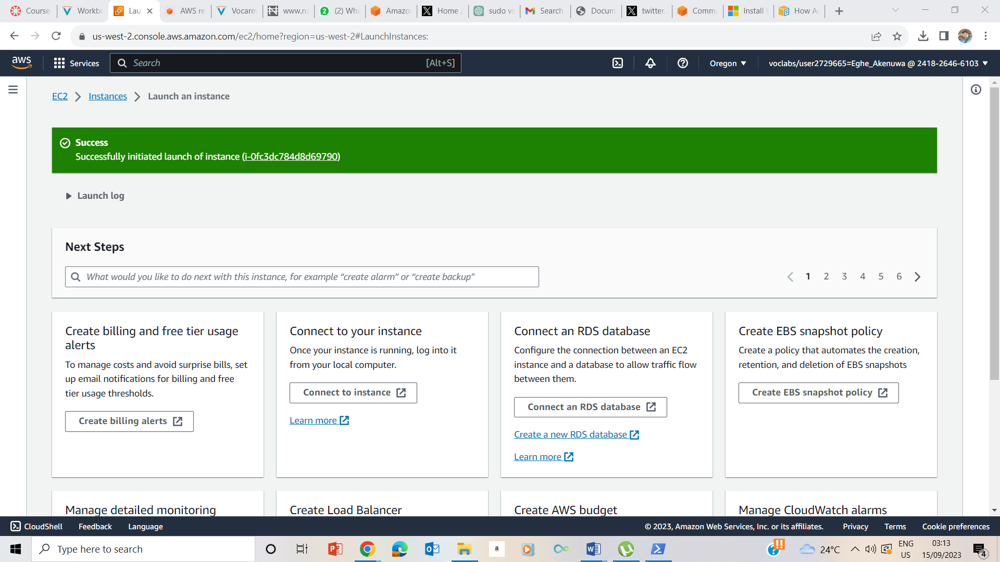 Course
Workbe
Lau
AWS re
Vocare
www.na
(2) Wha
Amazo
Home /
sudo vs
Search
Docum
twitter.
Comma
Install
How A
us-west-2.console.aws.amazon.com/ec2/home?region=us-west-2#LaunchInstances:
aws
Services
Search
[Alt+S]
Oregon
voclabs/user2729665=Eghe_Akenuwa @ 2418-2646-6103
EC2 > Instances > Launch an instance
Success
Successfully initiated launch of instance (i-0fc3dc784d8d69790)
Launch log
Next Steps
What would you like to do next with this instance, for example “create alarm” or “create backup"
1 2 3 4 5 6
Create billing and free tier usage
alerts
To manage costs and avoid surprise bills, set
up email notifications for billing and free
tier usage thresholds.
Create billing alerts
Connect to your instance
Once your instance is running, log into it
from your local computer.
Connect to instance
Learn more
Connect an RDS database
Configure the connection between an EC2
instance and a database to allow traffic flow
between them.
Connect an RDS database
Create a new RDS database
Learn more
Create EBS snapshot policy
Create a policy that automates the creation,
retention, and deletion of EBS snapshots
Create EBS snapshot policy
Manage detailed monitoring
Create Load Balancer
Create AWS budget
Manage CloudWatch alarms
CloudShell
Feedback
Language
© 2023, Amazon Web Services, Inc. or its affiliates.
Privacy
Terms
Cookie preferences
Type here to search
24°C
ENG
US
03:13
15/09/2023
4